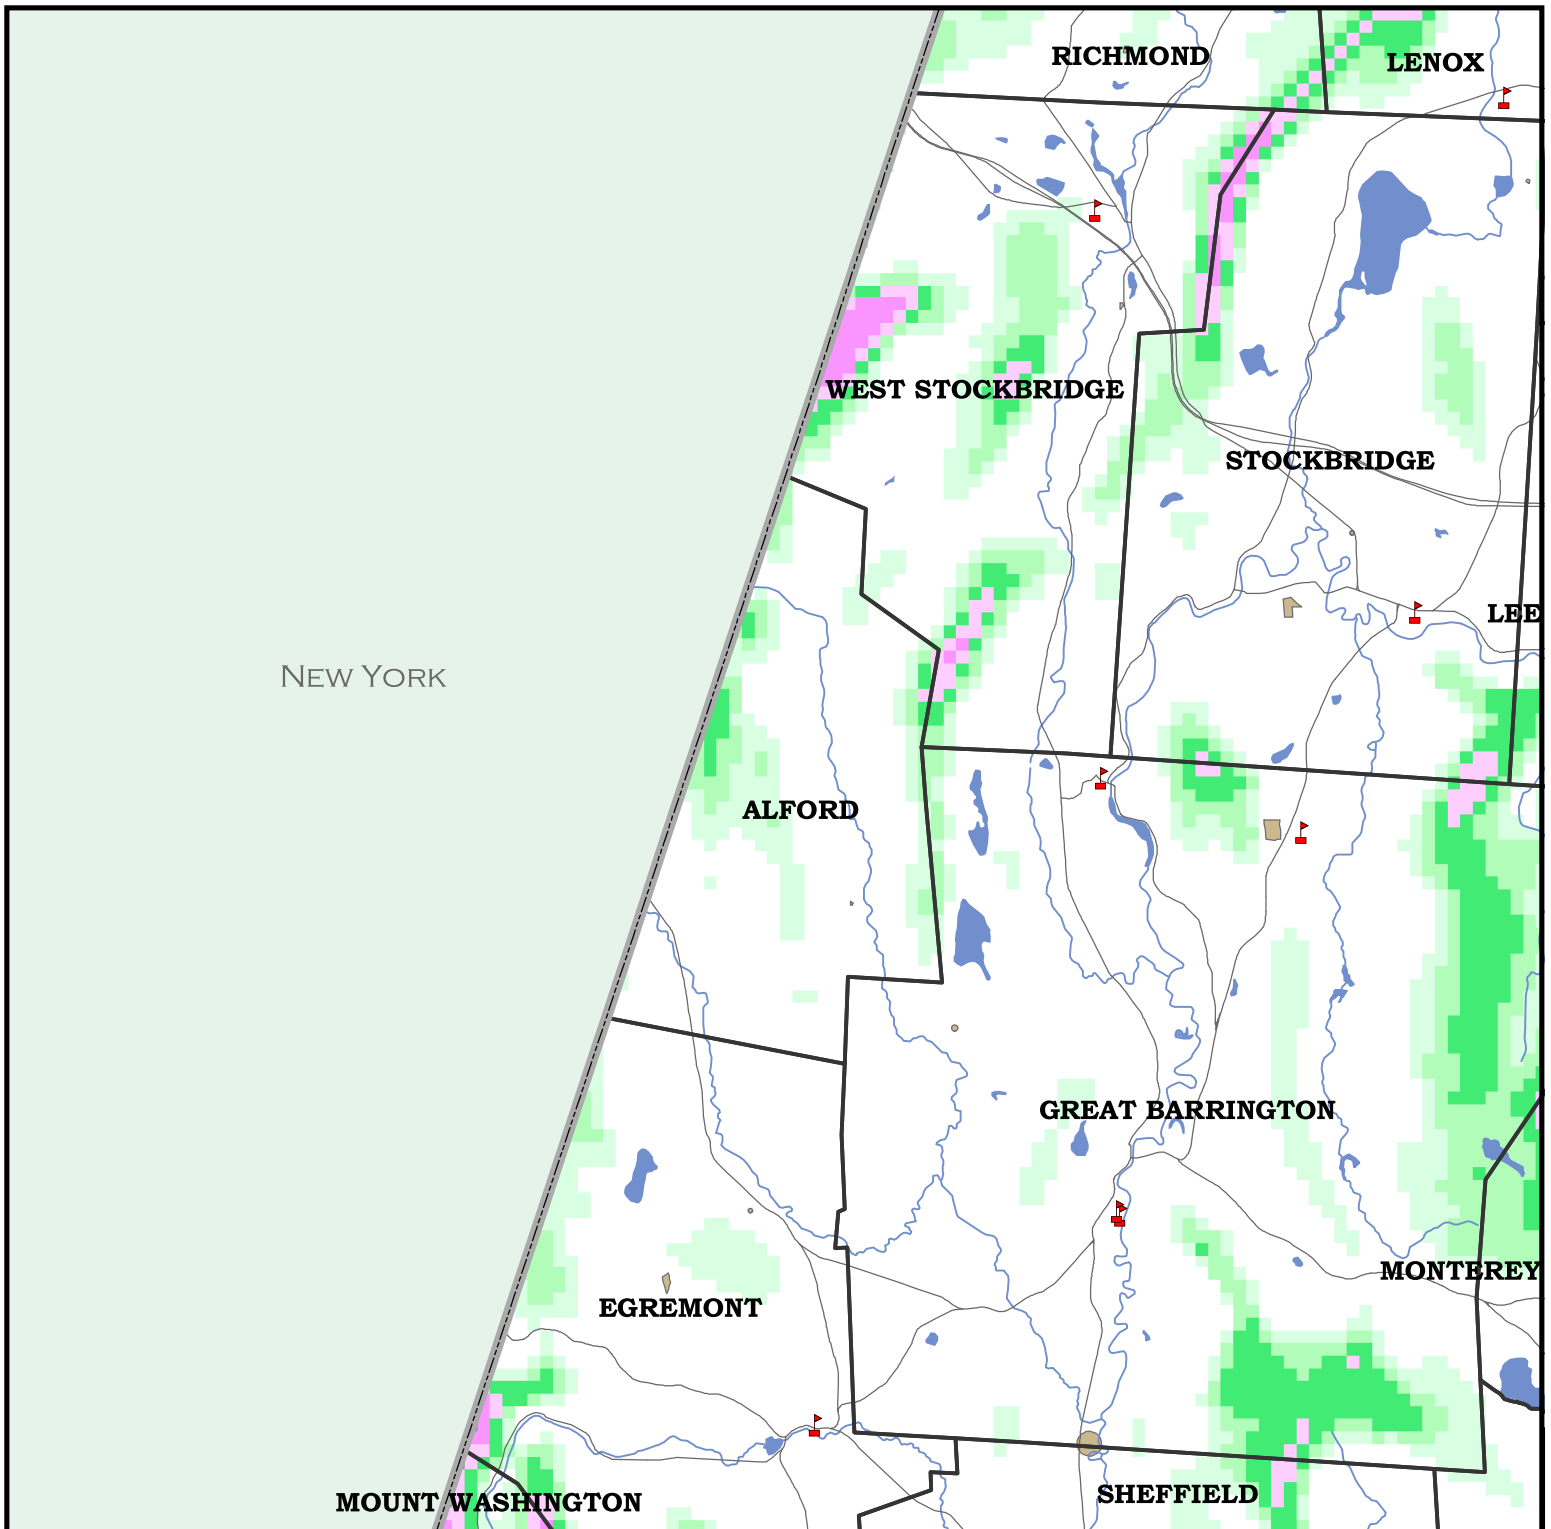 RICHMOND
LENOX
WEST STOCKBRIDGE
STOCKBRIDGE
LEE
NEW YORK
ALFORD
GREAT BARRINGTON
MONTEREY
EGREMONT
SHEFFIELD
MOUNT WASHINGTON